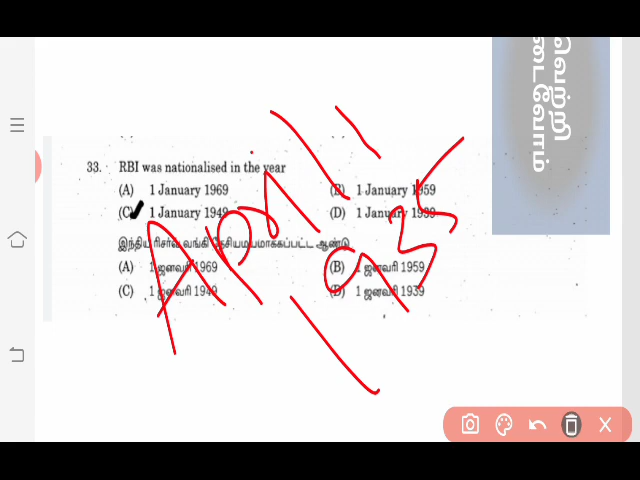 வெற்றி
டைவோம்
33. RBI was nationalised in the year
(A) 1 January 1969 (B) 1 January 1959
(C) 1 January 1949 (D) 1 January 1939
இந்திய ரிசர்வ் வங்கி தேசியமயமாக்கப்பட்ட ஆண்டு
(A) 1 ஜனவரி 1969 (B) 1 ஜனவரி 1959
(C) 1 ஜனவரி 1949 (D) 1 ஜனவரி 1939
April 1
1935